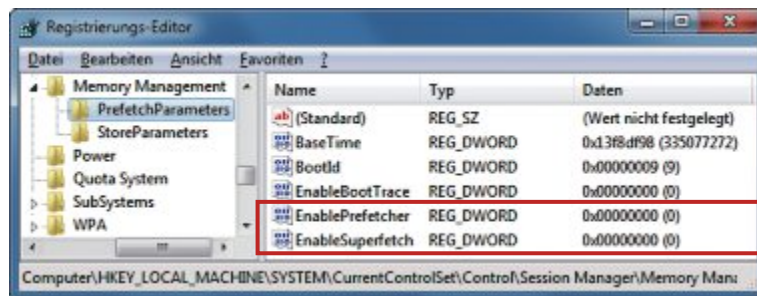 Registrierungs-Editor
Datei Bearbeiten Ansicht Favoriten ?
Memory Management
PrefetchParameters
StoreParameters
Power
Quota System
SubSystems
WPA
Name Typ Daten
(Standard) REG_SZ (Wert nicht festgelegt)
BaseTime REG_DWORD 0x13f8df98 (335077272)
BootId REG_DWORD 0x00000009 (9)
EnableBootTrace REG_DWORD 0x00000000 (0)
EnablePrefetcher REG_DWORD 0x00000000 (0)
EnableSuperfetch REG_DWORD 0x00000000 (0)
Computer\HKEY_LOCAL_MACHINE\SYSTEM\CurrentControlSet\Control\Session Manager\Memory Mana